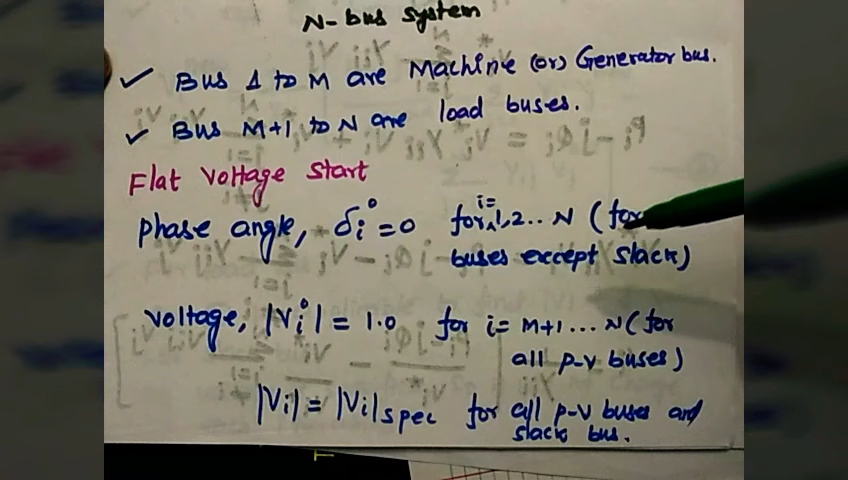 N-bus system
✓ Bus 1 to M are Machine (or) Generator bus.
✓ Bus M+1 to N are load buses.
Flat Voltage Start
phase angle, δi° = 0 for i= 1,2.. N (for
buses except slack)
voltage, |Vi°| = 1.0 for i= M+1 ... N (for
all P-V buses)
|Vi| = |Vi|spec for all P-V buses and
slack bus.